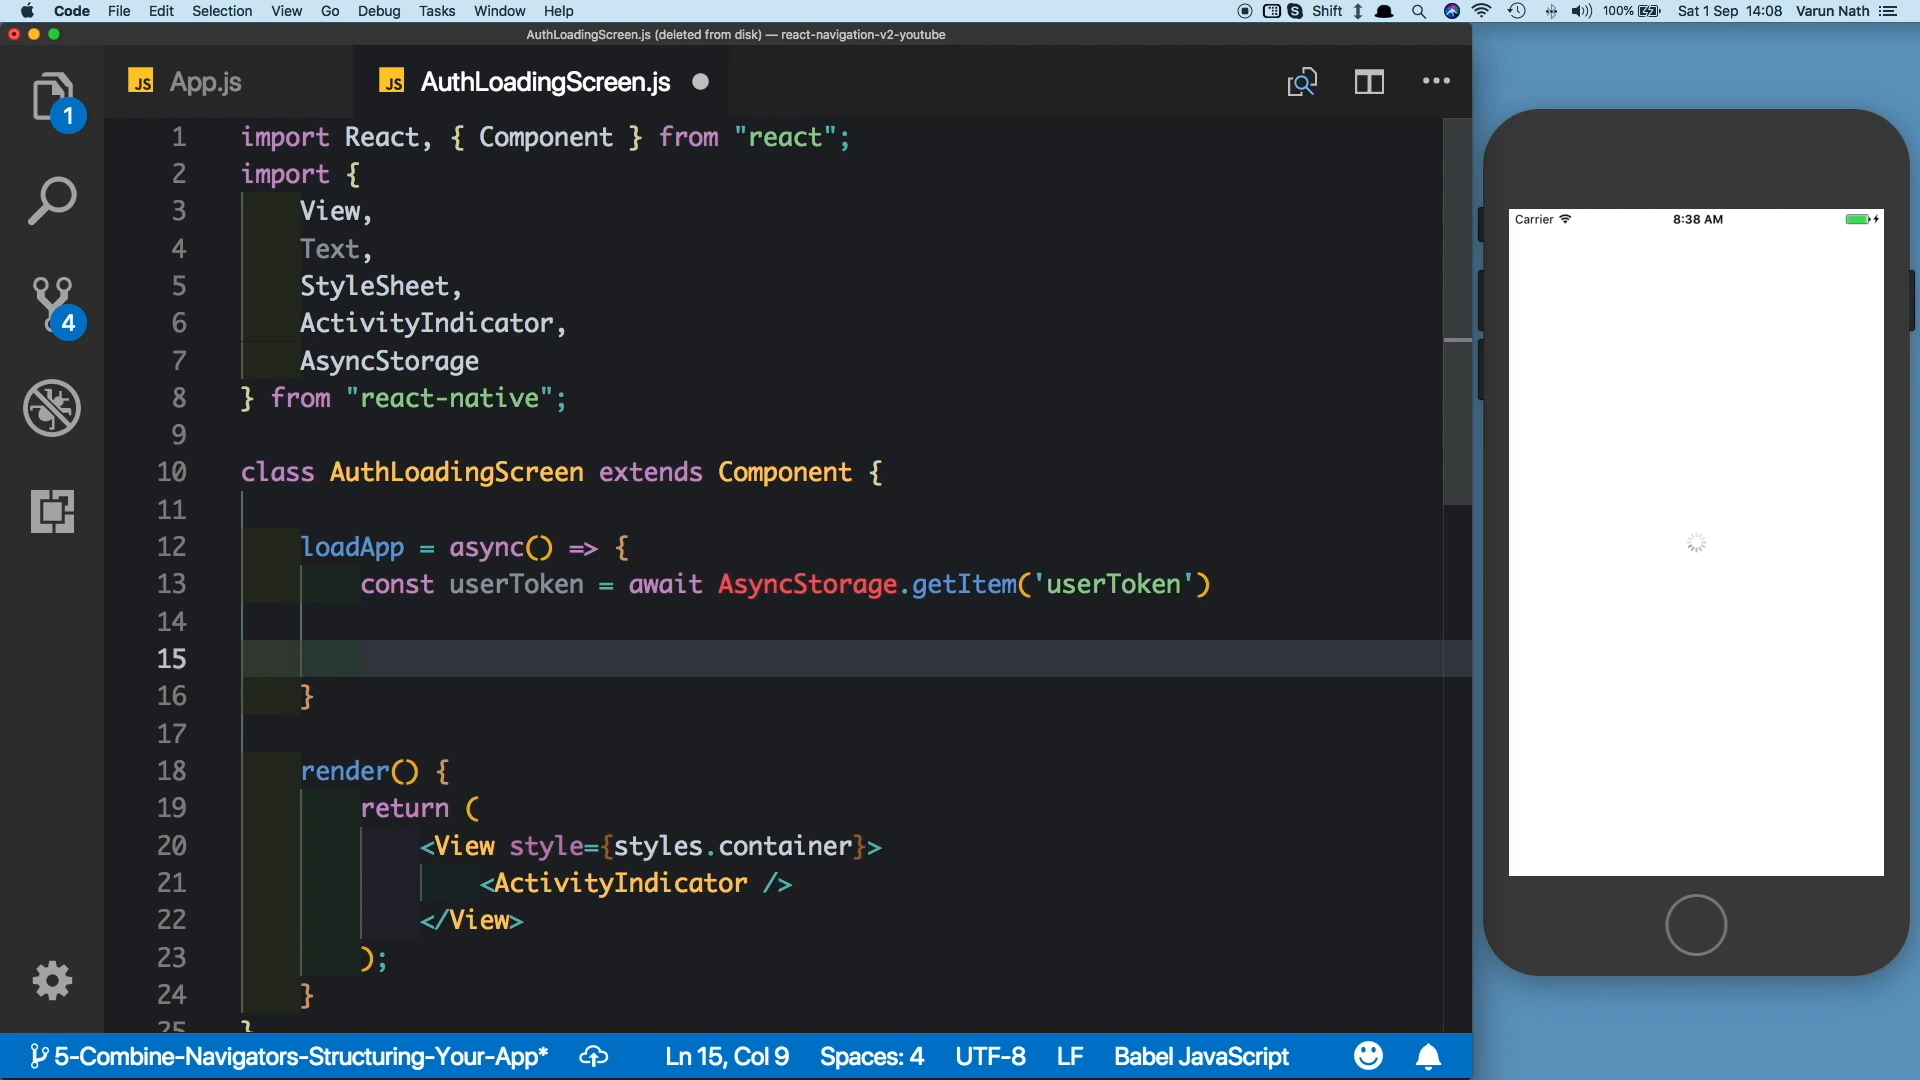 Code File Edit Selection View Go Debug Tasks Window Help Shift 100% Sat 1 Sep 14:08 Varun Nath
AuthLoadingScreen.js (deleted from disk) — react-navigation-v2-youtube
JS App.js JS AuthLoadingScreen.js
1 import React, { Component } from "react";
2 import {
3 View,
4 Text,
5 StyleSheet,
6 ActivityIndicator,
7 AsyncStorage
8 } from "react-native";
9
10 class AuthLoadingScreen extends Component {
11
12 loadApp = async() => {
13 const userToken = await AsyncStorage.getItem('userToken')
14
15
16 }
17
18 render() {
19 return (
20 <View style={styles.container}>
21 <ActivityIndicator />
22 </View>
23 );
24 }
25 }
1
4
5-Combine-Navigators-Structuring-Your-App* Ln 15, Col 9 Spaces: 4 UTF-8 LF Babel JavaScript
Carrier 8:38 AM